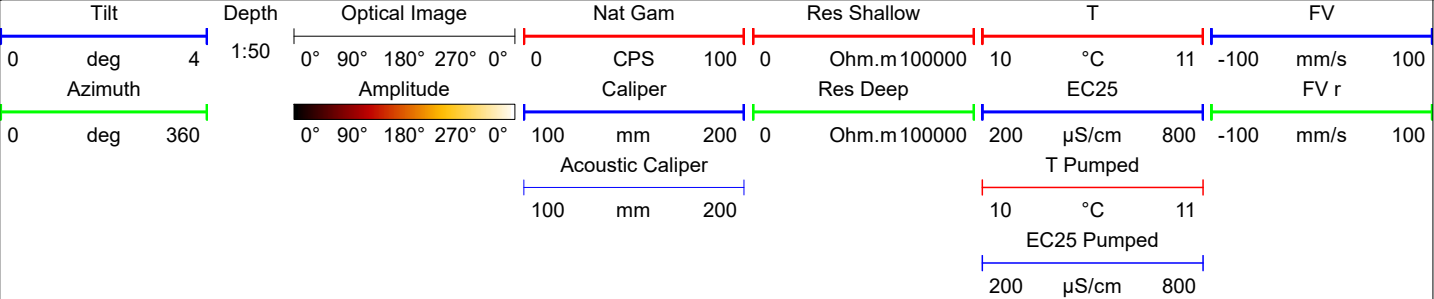 Tilt Depth Optical Image Nat Gam Res Shallow T FV
0 deg 4 1:50 0° 90° 180° 270° 0° 0 CPS 100 0 Ohm.m 100000 10 °C 11 -100 mm/s 100
Azimuth Amplitude Caliper Res Deep EC25 FV r
0 deg 360 0° 90° 180° 270° 0° 100 mm 200 0 Ohm.m 100000 200 µS/cm 800 -100 mm/s 100
Acoustic Caliper T Pumped
100 mm 200 10 °C 11
EC25 Pumped
200 µS/cm 800